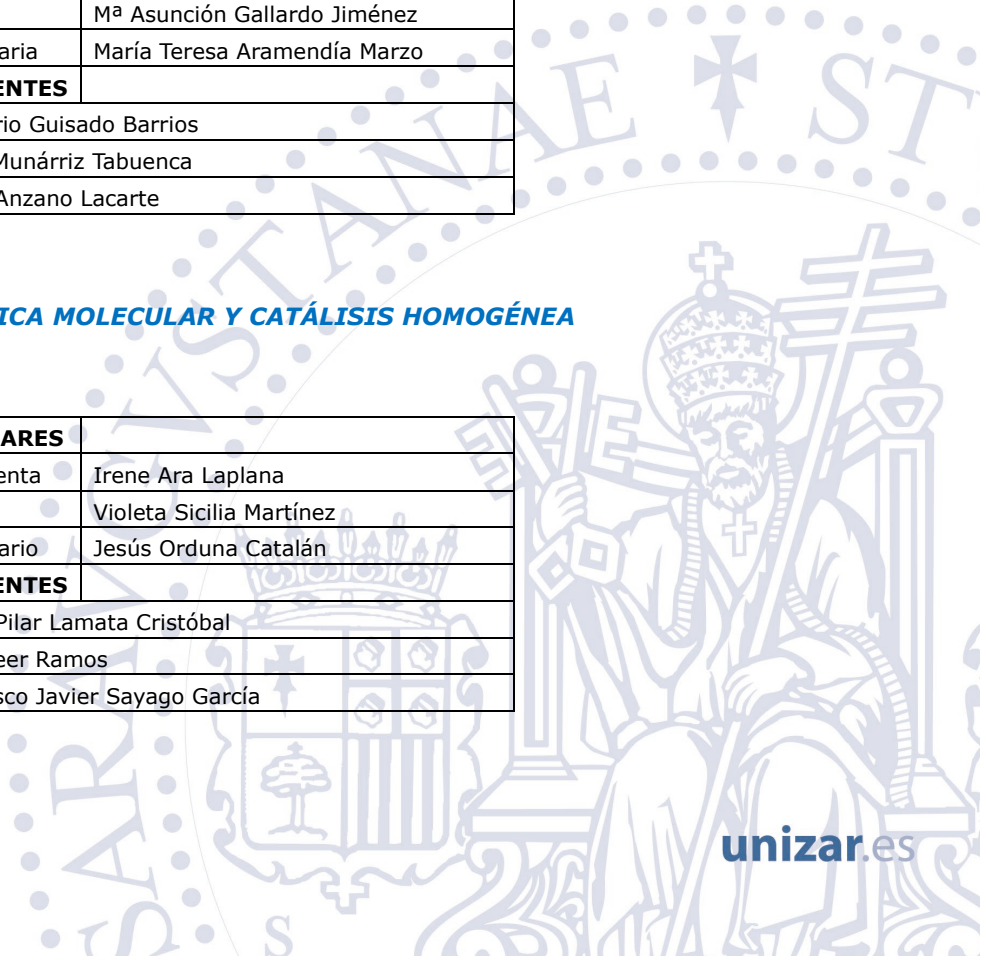 Mª Asunción Gallardo Jiménez
aria María Teresa Aramendía Marzo
ENTES
rio Guisado Barrios
Munárriz Tabuenca
Anzano Lacarte
ICA MOLECULAR Y CATÁLISIS HOMOGÉNEA
ARES
enta Irene Ara Laplana
Violeta Sicilia Martínez
ario Jesús Orduna Catalán
ENTES
Pilar Lamata Cristóbal
eer Ramos
sco Javier Sayago García
unizar.es
SARAVGVSTANAE ST
S